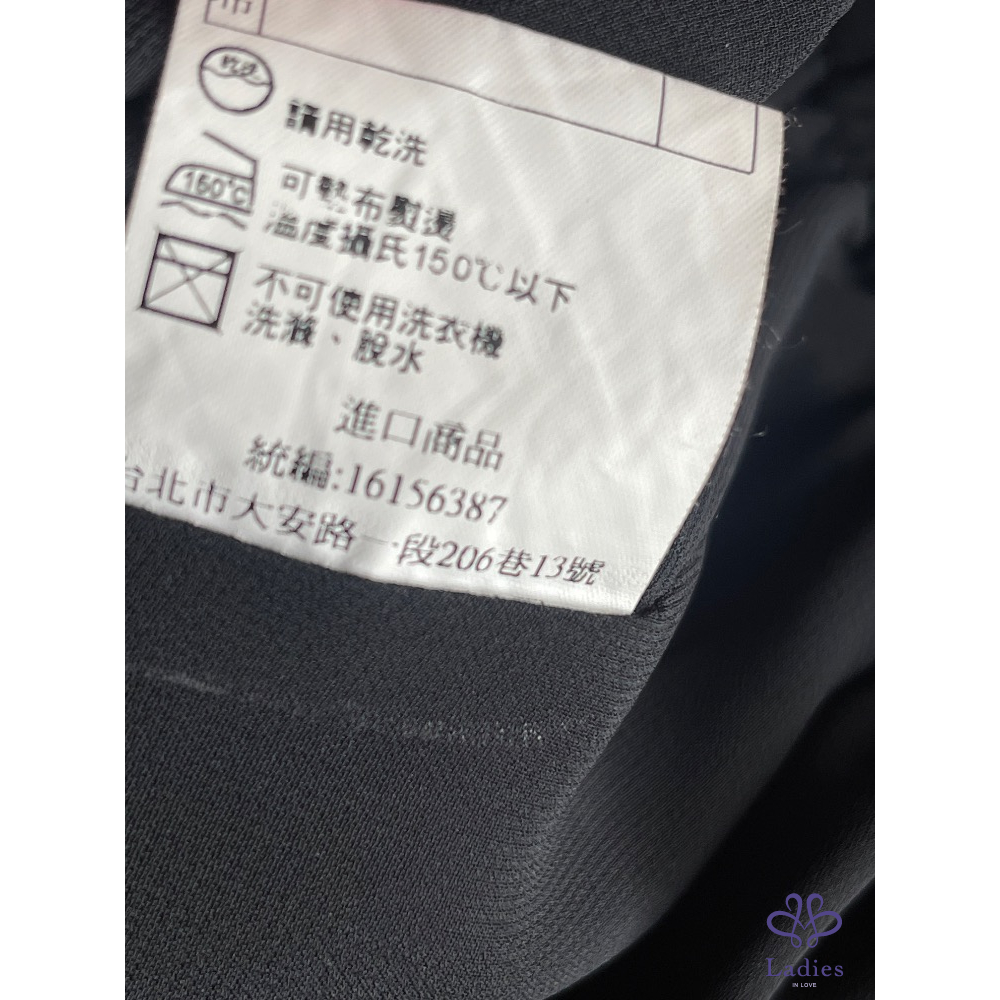 布
乾洗
請用乾洗
150°c
可墊布熨燙
溫度攝氏150℃以下
不可使用洗衣機
洗滌、脫水
進口商品
統編:16156387
台北市大安路一段206巷13號
Ladies
IN LOVE